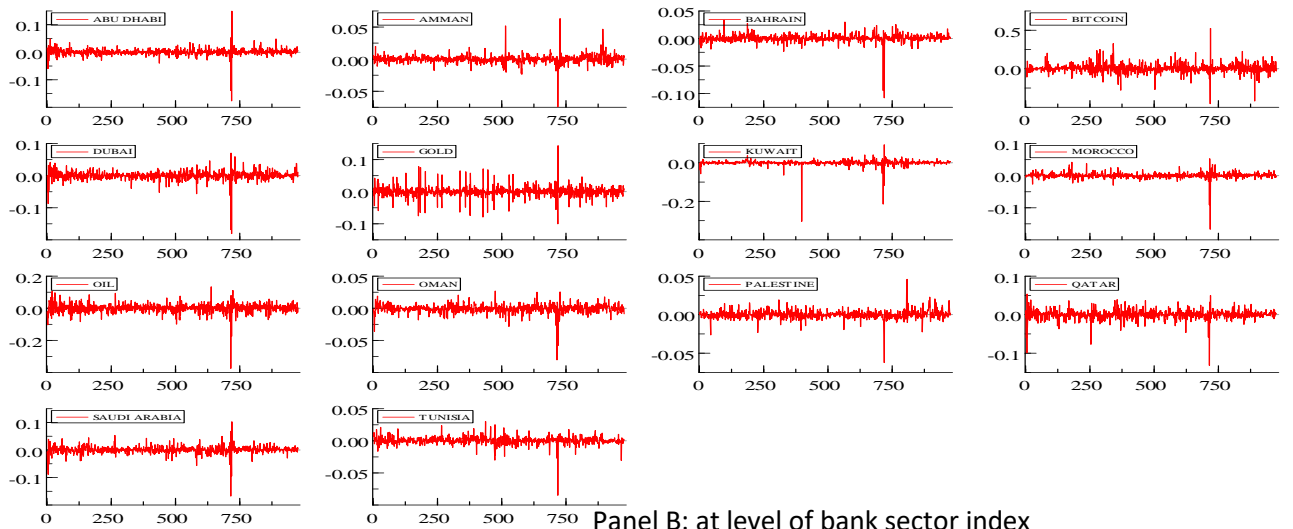 ABU DHABI AMMAN BAHRAIN BITCOIN
0.1 0.05 0.05 0.5
0.0 0.00 0.00 0.0
-0.1 -0.05 -0.05
-0.10
0 250 500 750 0 250 500 750 0 250 500 750 0 250 500 750
DUBAI GOLD KUWAIT MOROCCO
0.1 0.1 0.0 0.1
0.0 0.0 -0.2 0.0
-0.1 -0.1 -0.1
0 250 500 750 0 250 500 750 0 250 500 750 0 250 500 750
OIL OMAN PALESTINE QATAR
0.2 0.05 0.05 0.1
0.0 0.00 0.00 0.0
-0.2 -0.05 -0.05 -0.1
0 250 500 750 0 250 500 750 0 250 500 750 0 250 500 750
SAUDI ARABIA TUNISIA
0.1 0.05
0.0 0.00
-0.1 -0.05
0 250 500 750 0 250 500 750
Panel B: at level of bank sector index